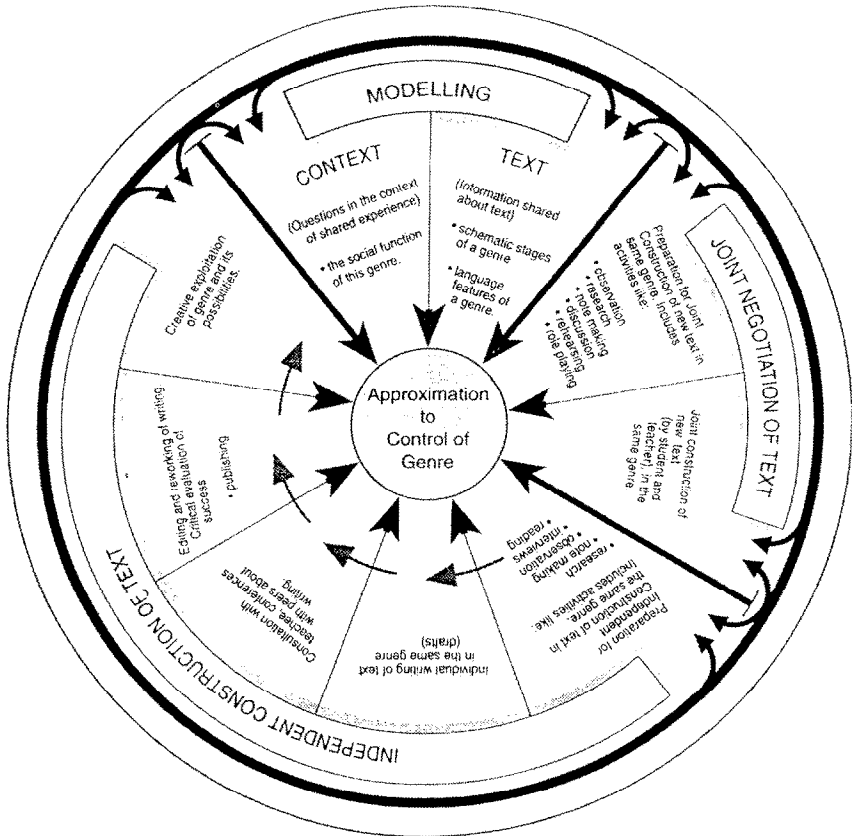 MODELLING
CONTEXT
(Questions in the context
of shared experience)
• the social function
of this genre.
TEXT
(Information shared
about text)
• schematic stages
of a genre
• language
features of
a genre.
JOINT NEGOTIATION OF TEXT
Preparation for Joint
Construction of new text in
same genre. Includes
activities like:
• observation
• research
• note making
• discussion
• rehearsing
• role playing
Joint construction of
new text
(by student and
teacher), in the
same genre
INDEPENDENT CONSTRUCTION OF TEXT
Preparation for
Independent
Construction of text in
the same genre.
Includes activities like:
• research
• note making
• observation
• interviews
• reading
individual writing of text
in the same genre
(drafts)
Consultation with
teacher, conferences
with peers about
writing.
Editing and reworking of writing
Critical evaluation of
success
• publishing
Creative exploitation
of genre and its
possibilities.
Approximation
to
Control of
Genre